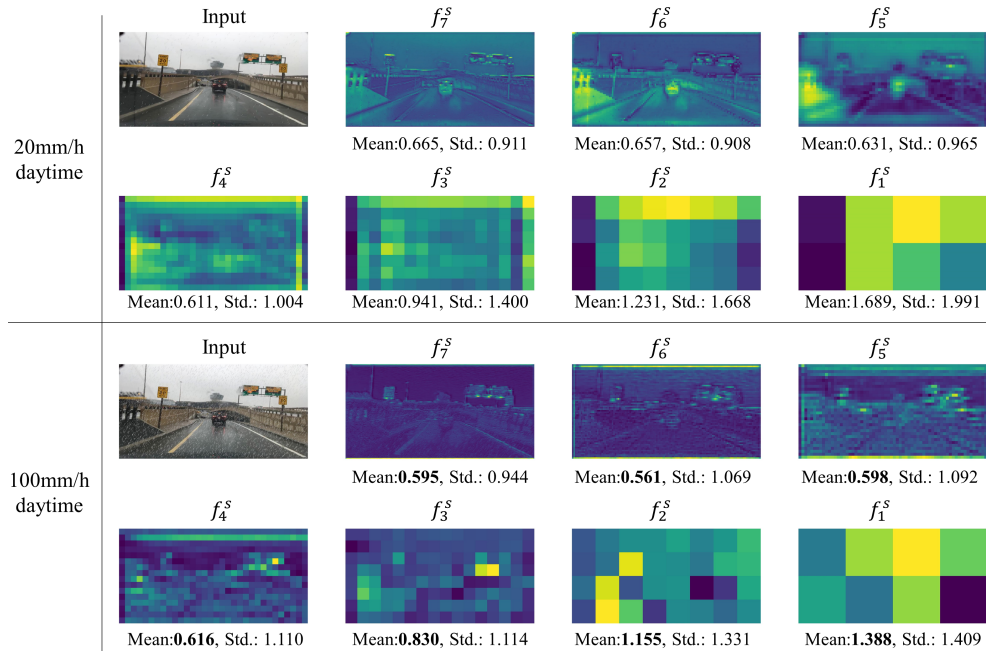 Input f_7^s f_6^s f_5^s
20mm/h
daytime
Mean:0.665, Std.: 0.911 Mean:0.657, Std.: 0.908 Mean:0.631, Std.: 0.965
f_4^s f_3^s f_2^s f_1^s
Mean:0.611, Std.: 1.004 Mean:0.941, Std.: 1.400 Mean:1.231, Std.: 1.668 Mean:1.689, Std.: 1.991
Input f_7^s f_6^s f_5^s
100mm/h
daytime
Mean:0.595, Std.: 0.944 Mean:0.561, Std.: 1.069 Mean:0.598, Std.: 1.092
f_4^s f_3^s f_2^s f_1^s
Mean:0.616, Std.: 1.110 Mean:0.830, Std.: 1.114 Mean:1.155, Std.: 1.331 Mean:1.388, Std.: 1.409